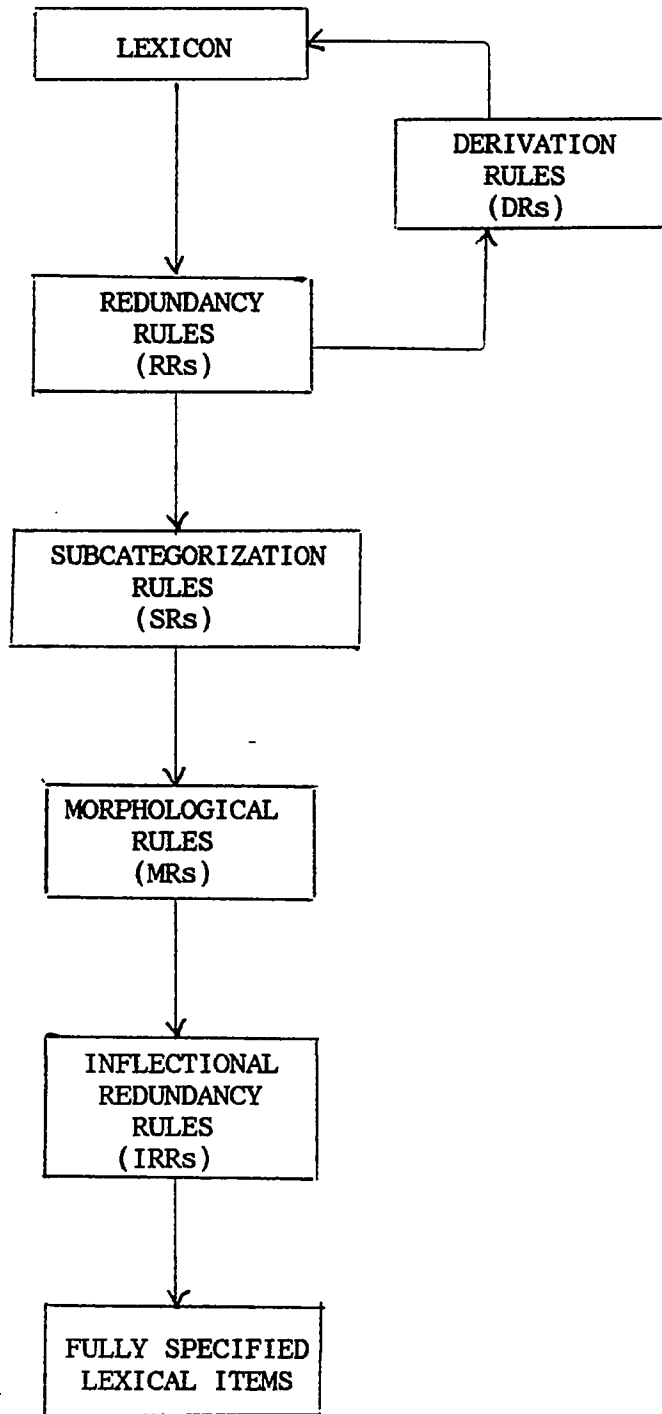 LEXICON
DERIVATION
RULES
(DRs)
REDUNDANCY
RULES
(RRs)
SUBCATEGORIZATION
RULES
(SRs)
MORPHOLOGICAL
RULES
(MRs)
INFLECTIONAL
REDUNDANCY
RULES
(IRRs)
FULLY SPECIFIED
LEXICAL ITEMS